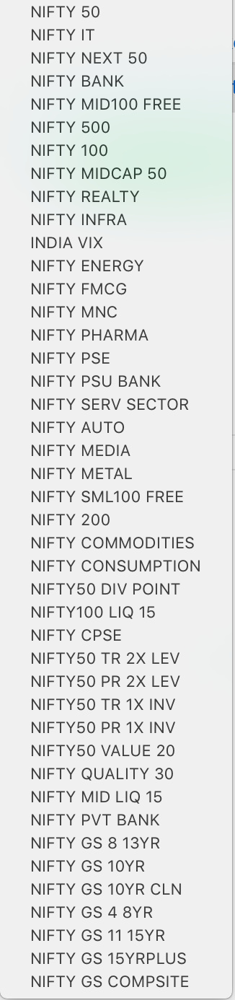 NIFTY 50
NIFTY IT
NIFTY NEXT 50
NIFTY BANK
NIFTY MID100 FREE
NIFTY 500
NIFTY 100
NIFTY MIDCAP 50
NIFTY REALTY
NIFTY INFRA
INDIA VIX
NIFTY ENERGY
NIFTY FMCG
NIFTY MNC
NIFTY PHARMA
NIFTY PSE
NIFTY PSU BANK
NIFTY SERV SECTOR
NIFTY AUTO
NIFTY MEDIA
NIFTY METAL
NIFTY SML100 FREE
NIFTY 200
NIFTY COMMODITIES
NIFTY CONSUMPTION
NIFTY50 DIV POINT
NIFTY100 LIQ 15
NIFTY CPSE
NIFTY50 TR 2X LEV
NIFTY50 PR 2X LEV
NIFTY50 TR 1X INV
NIFTY50 PR 1X INV
NIFTY50 VALUE 20
NIFTY QUALITY 30
NIFTY MID LIQ 15
NIFTY PVT BANK
NIFTY GS 8 13YR
NIFTY GS 10YR
NIFTY GS 10YR CLN
NIFTY GS 4 8YR
NIFTY GS 11 15YR
NIFTY GS 15YRPLUS
NIFTY GS COMPSITE